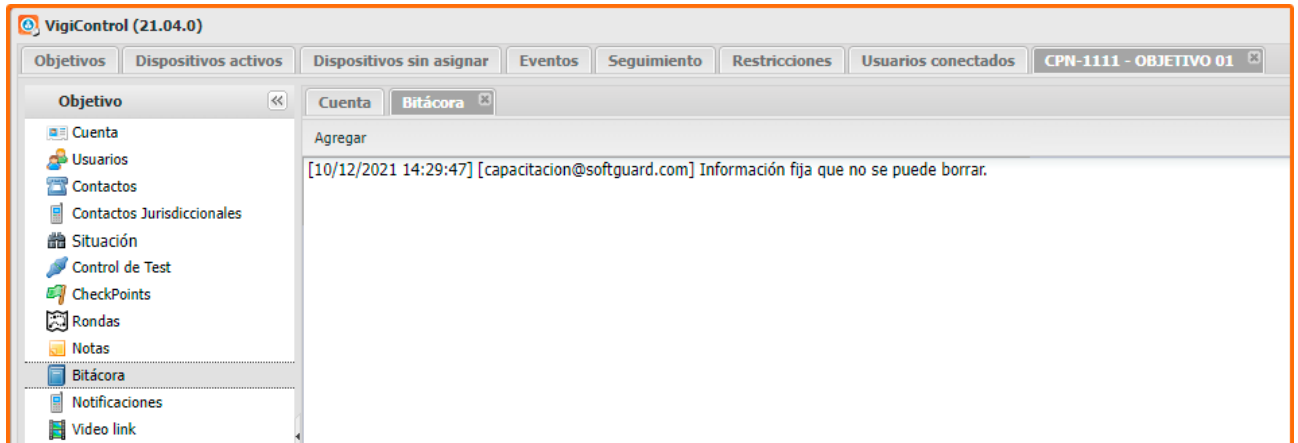 VigiControl (21.04.0)
Objetivos Dispositivos activos Dispositivos sin asignar Eventos Seguimiento Restricciones Usuarios conectados CPN-1111 - OBJETIVO 01
Objetivo
Cuenta
Usuarios
Contactos
Contactos Jurisdiccionales
Situación
Control de Test
CheckPoints
Rondas
Notas
Bitácora
Notificaciones
Video link
Cuenta Bitácora
Agregar
[10/12/2021 14:29:47] [capacitacion@softguard.com] Información fija que no se puede borrar.